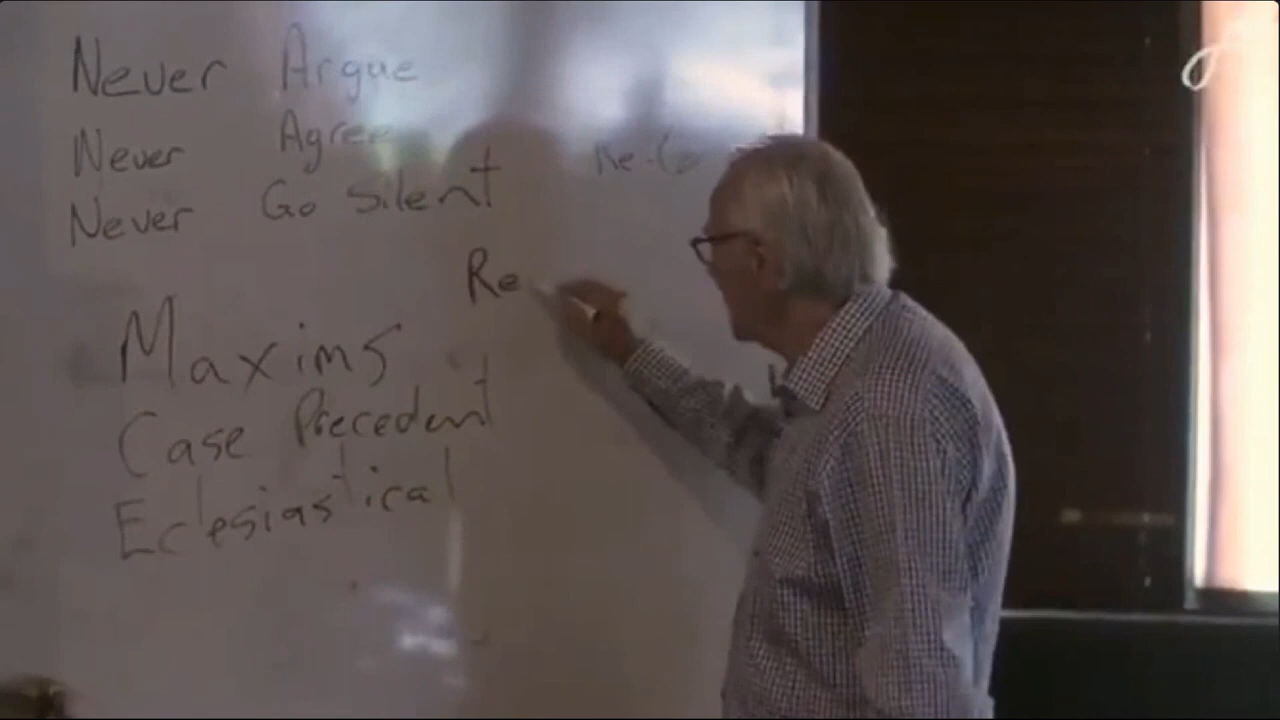 Never Argue
Never Agree
Never Go Silent
Re
Maxims
Case Precedent
Eclesiastical